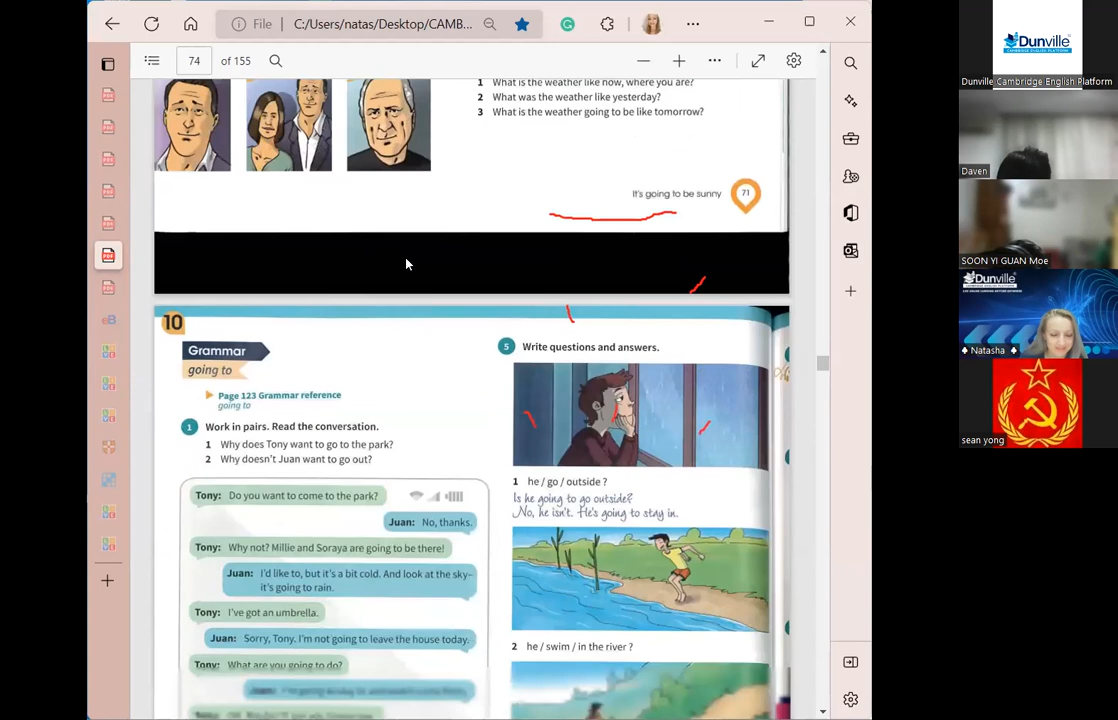 File
C:/Users/natas/Desktop/CAMB...
74 of 155
1 What is the weather like now, where you are?
2 What was the weather like yesterday?
3 What is the weather going to be like tomorrow?
It's going to be sunny
71
10
Grammar
going to
Page 123 Grammar reference
going to
1 Work in pairs. Read the conversation.
1 Why does Tony want to go to the park?
2 Why doesn't Juan want to go out?
Tony: Do you want to come to the park?
Juan: No, thanks.
Tony: Why not? Millie and Soraya are going to be there!
Juan: I'd like to, but it's a bit cold. And look at the sky–
it's going to rain.
Tony: I've got an umbrella.
Juan: Sorry, Tony. I'm not going to leave the house today.
Tony: What are you going to do?
5 Write questions and answers.
1 he / go / outside ?
Is he going to go outside?
No, he isn't. He's going to stay in.
2 he / swim / in the river ?
Dunville
CAMBRIDGE ENGLISH PLATFORM
Dunville Cambridge English Platform
Daven
SOON YI GUAN Moe
Dunville
Natasha
sean yong